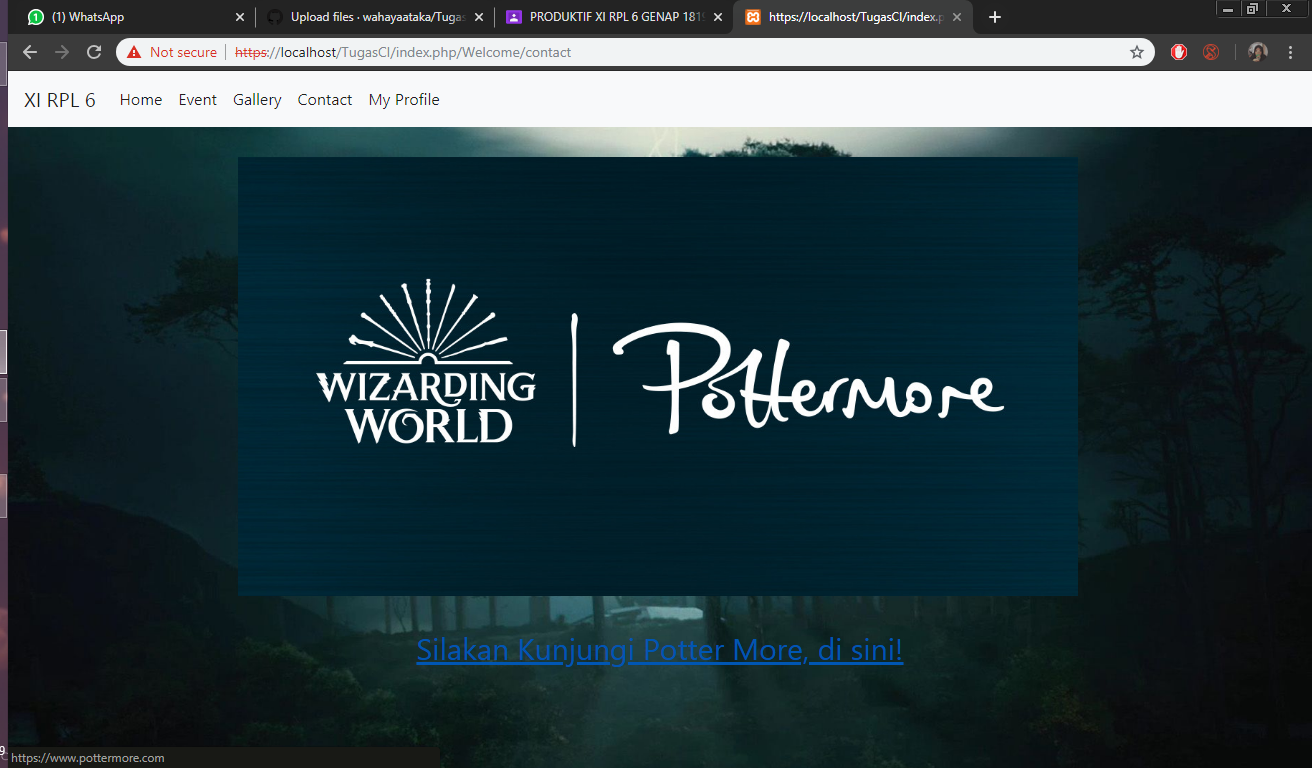 (1) WhatsApp
Upload files · wahayaataka/Tugas
PRODUKTIF XI RPL 6 GENAP 1819
https://localhost/TugasCI/index.p
Not secure
https://localhost/TugasCI/index.php/Welcome/contact
XI RPL 6 Home Event Gallery Contact My Profile
WIZARDING
WORLD
Pottermore
Silakan Kunjungi Potter More, di sini!
https://www.pottermore.com